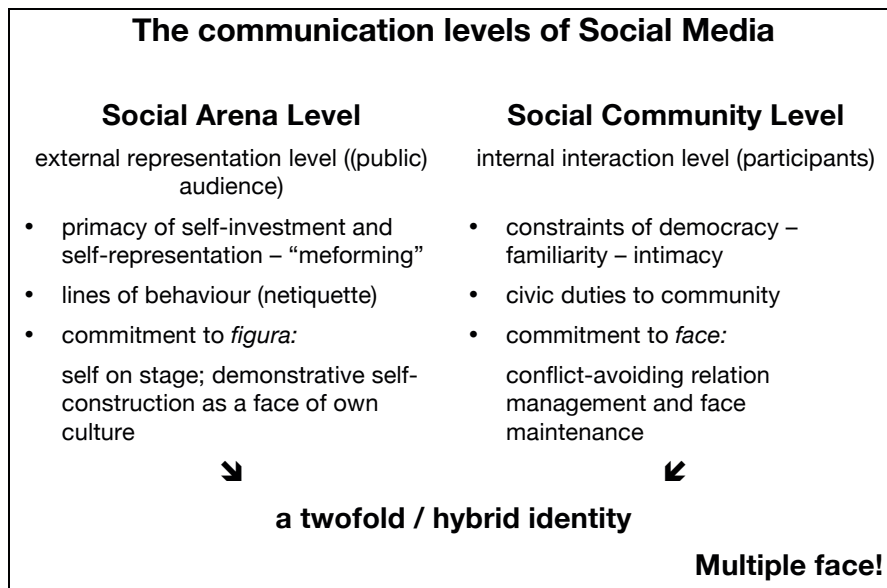 The communication levels of Social Media
Social Arena Level
external representation level ((public)
audience)
• primacy of self-investment and
self-representation – “meforming”
• lines of behaviour (netiquette)
• commitment to figura:
self on stage; demonstrative self-
construction as a face of own
culture
Social Community Level
internal interaction level (participants)
• constraints of democracy –
familiarity – intimacy
• civic duties to community
• commitment to face:
conflict-avoiding relation
management and face
maintenance
a twofold / hybrid identity
Multiple face!